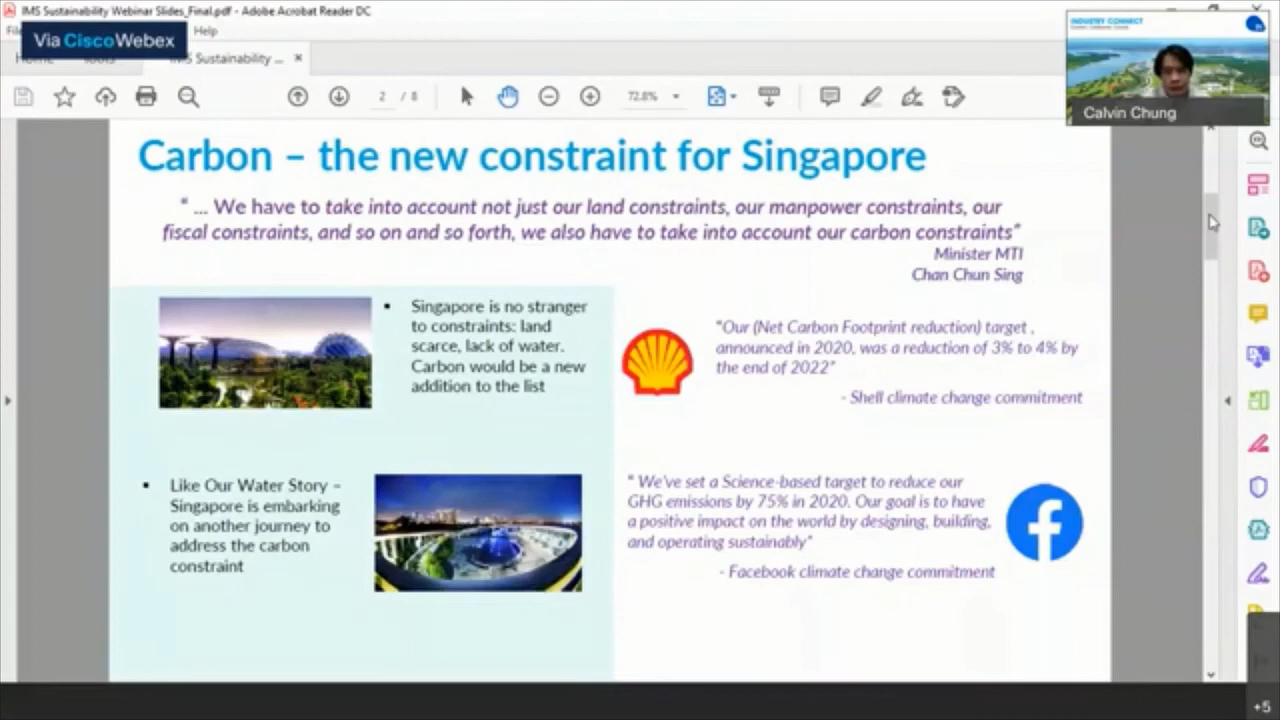 IMS Sustainability Webinar Slides_Final.pdf - Adobe Acrobat Reader DC
Help
Via CiscoWebex
IMS Sustainability ...
2 / 8
72.8%
INDUSTRY CONNECT
Calvin Chung
Carbon – the new constraint for Singapore
“ ... We have to take into account not just our land constraints, our manpower constraints, our
fiscal constraints, and so on and so forth, we also have to take into account our carbon constraints”
Minister MTI
Chan Chun Sing
▪ Singapore is no stranger
to constraints: land
scarce, lack of water.
Carbon would be a new
addition to the list
“Our (Net Carbon Footprint reduction) target ,
announced in 2020, was a reduction of 3% to 4% by
the end of 2022”
- Shell climate change commitment
▪ Like Our Water Story –
Singapore is embarking
on another journey to
address the carbon
constraint
“ We’ve set a Science-based target to reduce our
GHG emissions by 75% in 2020. Our goal is to have
a positive impact on the world by designing, building,
and operating sustainably”
- Facebook climate change commitment
+5